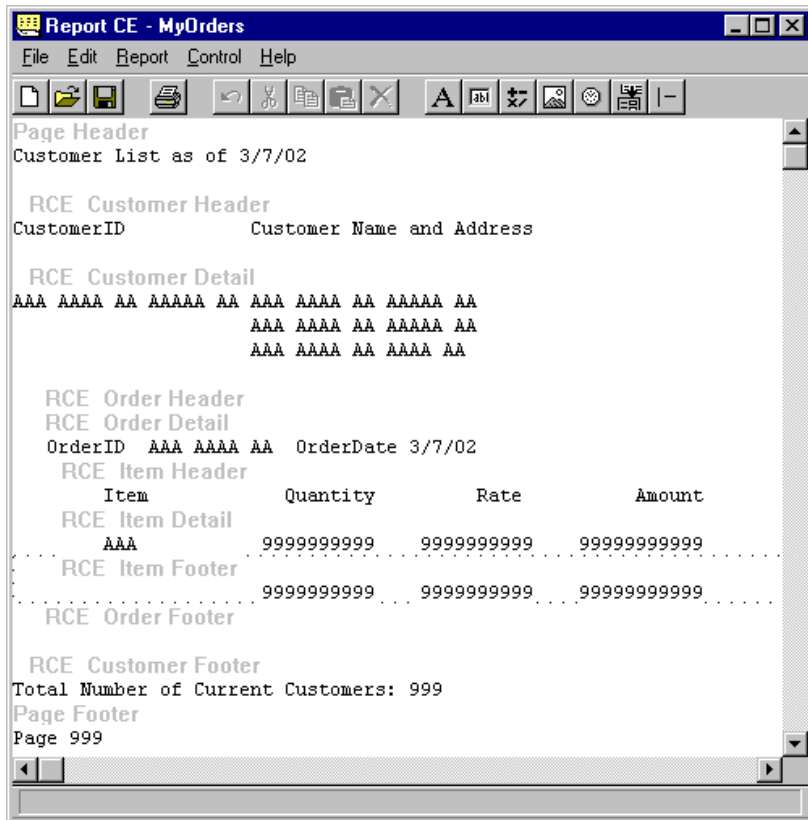 Report CE - MyOrders
File Edit Report Control Help
A abl
Page Header
Customer List as of 3/7/02
RCE Customer Header
CustomerID Customer Name and Address
RCE Customer Detail
AAA AAAA AA AAAAA AA AAA AAAA AA AAAAA AA
AAA AAAA AA AAAAA AA
AAA AAAA AA AAAA AA
RCE Order Header
RCE Order Detail
OrderID AAA AAAA AA OrderDate 3/7/02
RCE Item Header
Item Quantity Rate Amount
RCE Item Detail
AAA 9999999999 9999999999 99999999999
RCE Item Footer
9999999999 9999999999 99999999999
RCE Order Footer
RCE Customer Footer
Total Number of Current Customers: 999
Page Footer
Page 999